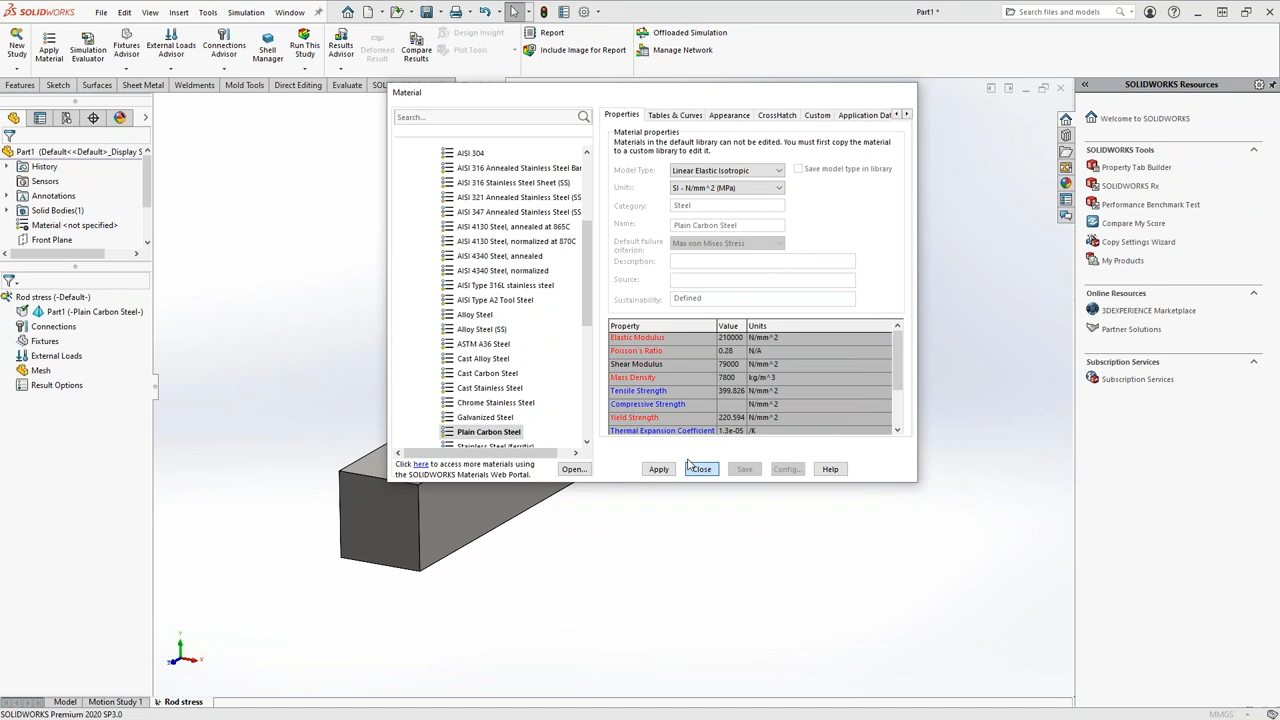 SOLIDWORKS
File Edit View Insert Tools Simulation Window
Part1 *
Search files and models
New Study
Apply Material
Simulation Evaluator
Fixtures Advisor
External Loads Advisor
Connections Advisor
Shell Manager
Run This Study
Results Advisor
Deformed Result
Compare Results
Design Insight
Plot Tools
Report
Include Image for Report
Offloaded Simulation
Manage Network
Features Sketch Surfaces Sheet Metal Weldments Mold Tools Direct Editing Evaluate
Part1 (Default<<Default>_Display S
History
Sensors
Annotations
Solid Bodies(1)
Material <not specified>
Front Plane
Rod stress (-Default-)
Part1 (-Plain Carbon Steel-)
Connections
Fixtures
External Loads
Mesh
Result Options
Material
Search...
AISI 304
AISI 316 Annealed Stainless Steel Bar
AISI 316 Stainless Steel Sheet (SS)
AISI 321 Annealed Stainless Steel (SS
AISI 347 Annealed Stainless Steel (SS
AISI 4130 Steel, annealed at 865C
AISI 4130 Steel, normalized at 870C
AISI 4340 Steel, annealed
AISI 4340 Steel, normalized
AISI Type 316L stainless steel
AISI Type A2 Tool Steel
Alloy Steel
Alloy Steel (SS)
ASTM A36 Steel
Cast Alloy Steel
Cast Carbon Steel
Cast Stainless Steel
Chrome Stainless Steel
Galvanized Steel
Plain Carbon Steel
Stainless Steel (ferritic)
Click here to access more materials using
the SOLIDWORKS Materials Web Portal.
Open...
Properties Tables & Curves Appearance CrossHatch Custom Application Dat
Material properties
Materials in the default library can not be edited. You must first copy the material
to a custom library to edit it.
Model Type: Linear Elastic Isotropic Save model type in library
Units: SI - N/mm^2 (MPa)
Category: Steel
Name: Plain Carbon Steel
Default failure criterion: Max von Mises Stress
Description:
Source:
Sustainability: Defined
Property Value Units
Elastic Modulus 210000 N/mm^2
Poisson's Ratio 0.28 N/A
Shear Modulus 79000 N/mm^2
Mass Density 7800 kg/m^3
Tensile Strength 399.826 N/mm^2
Compressive Strength N/mm^2
Yield Strength 220.594 N/mm^2
Thermal Expansion Coefficient 1.3e-05 /K
Apply Close Save Config... Help
SOLIDWORKS Resources
Welcome to SOLIDWORKS
SOLIDWORKS Tools
Property Tab Builder
SOLIDWORKS Rx
Performance Benchmark Test
Compare My Score
Copy Settings Wizard
My Products
Online Resources
3DEXPERIENCE Marketplace
Partner Solutions
Subscription Services
Subscription Services
Y
X
Z
Model Motion Study 1 Rod stress
SOLIDWORKS Premium 2020 SP3.0
MMGS